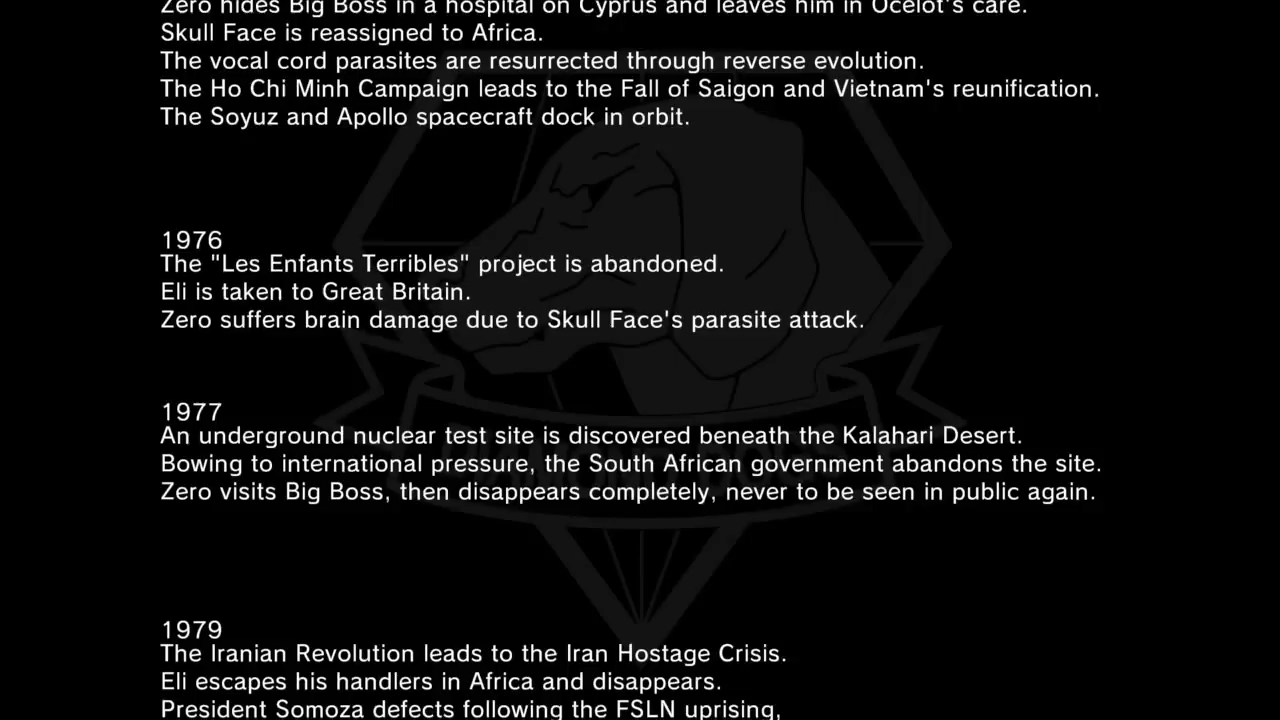 Zero hides Big Boss in a hospital on Cyprus and leaves him in Ocelot's care.
Skull Face is reassigned to Africa.
The vocal cord parasites are resurrected through reverse evolution.
The Ho Chi Minh Campaign leads to the Fall of Saigon and Vietnam's reunification.
The Soyuz and Apollo spacecraft dock in orbit.
1976
The "Les Enfants Terribles" project is abandoned.
Eli is taken to Great Britain.
Zero suffers brain damage due to Skull Face's parasite attack.
1977
An underground nuclear test site is discovered beneath the Kalahari Desert.
Bowing to international pressure, the South African government abandons the site.
Zero visits Big Boss, then disappears completely, never to be seen in public again.
1979
The Iranian Revolution leads to the Iran Hostage Crisis.
Eli escapes his handlers in Africa and disappears.
President Somoza defects following the FSLN uprising,